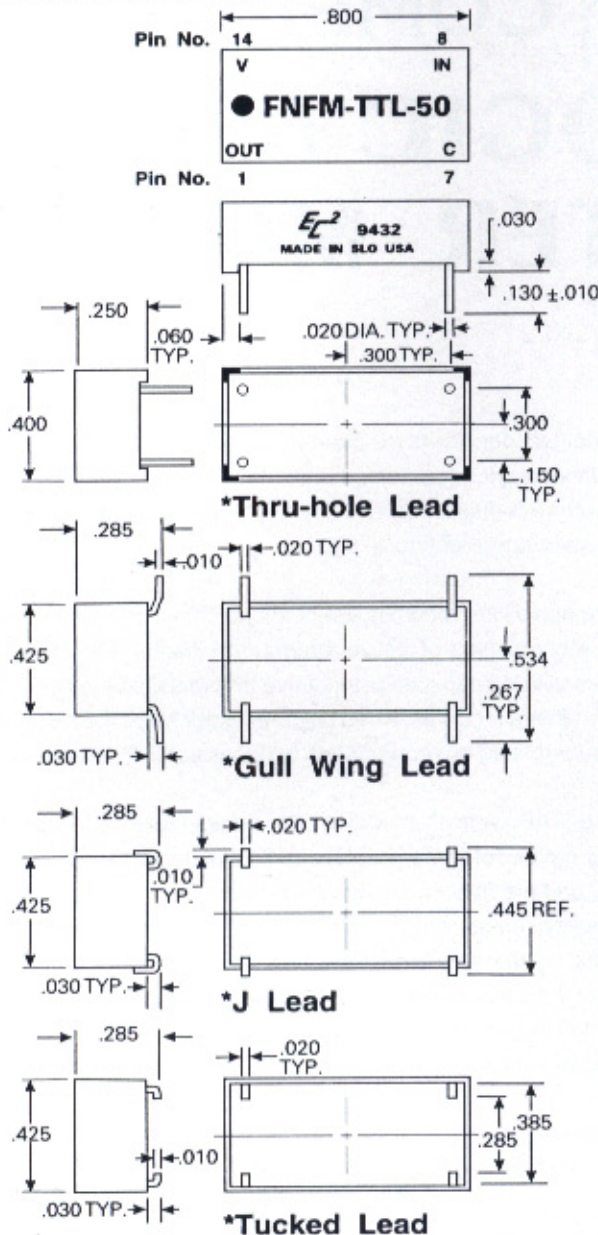 .800
Pin No. 14 8
V IN
FNFM-TTL-50
OUT C
Pin No. 1 7
EC² 9432
MADE IN SLO USA
.030
.130 ±.010
.250
.060 TYP.
.020 DIA. TYP.
.300 TYP.
.400
.300
.150 TYP.
*Thru-hole Lead
.285
.010
.020 TYP.
.425
.534
.267 TYP.
.030 TYP.
*Gull Wing Lead
.285
.020 TYP.
.010 TYP.
.425
.445 REF.
.030 TYP.
*J Lead
.285
.020 TYP.
.425
.385
.285
.010
.030 TYP.
*Tucked Lead